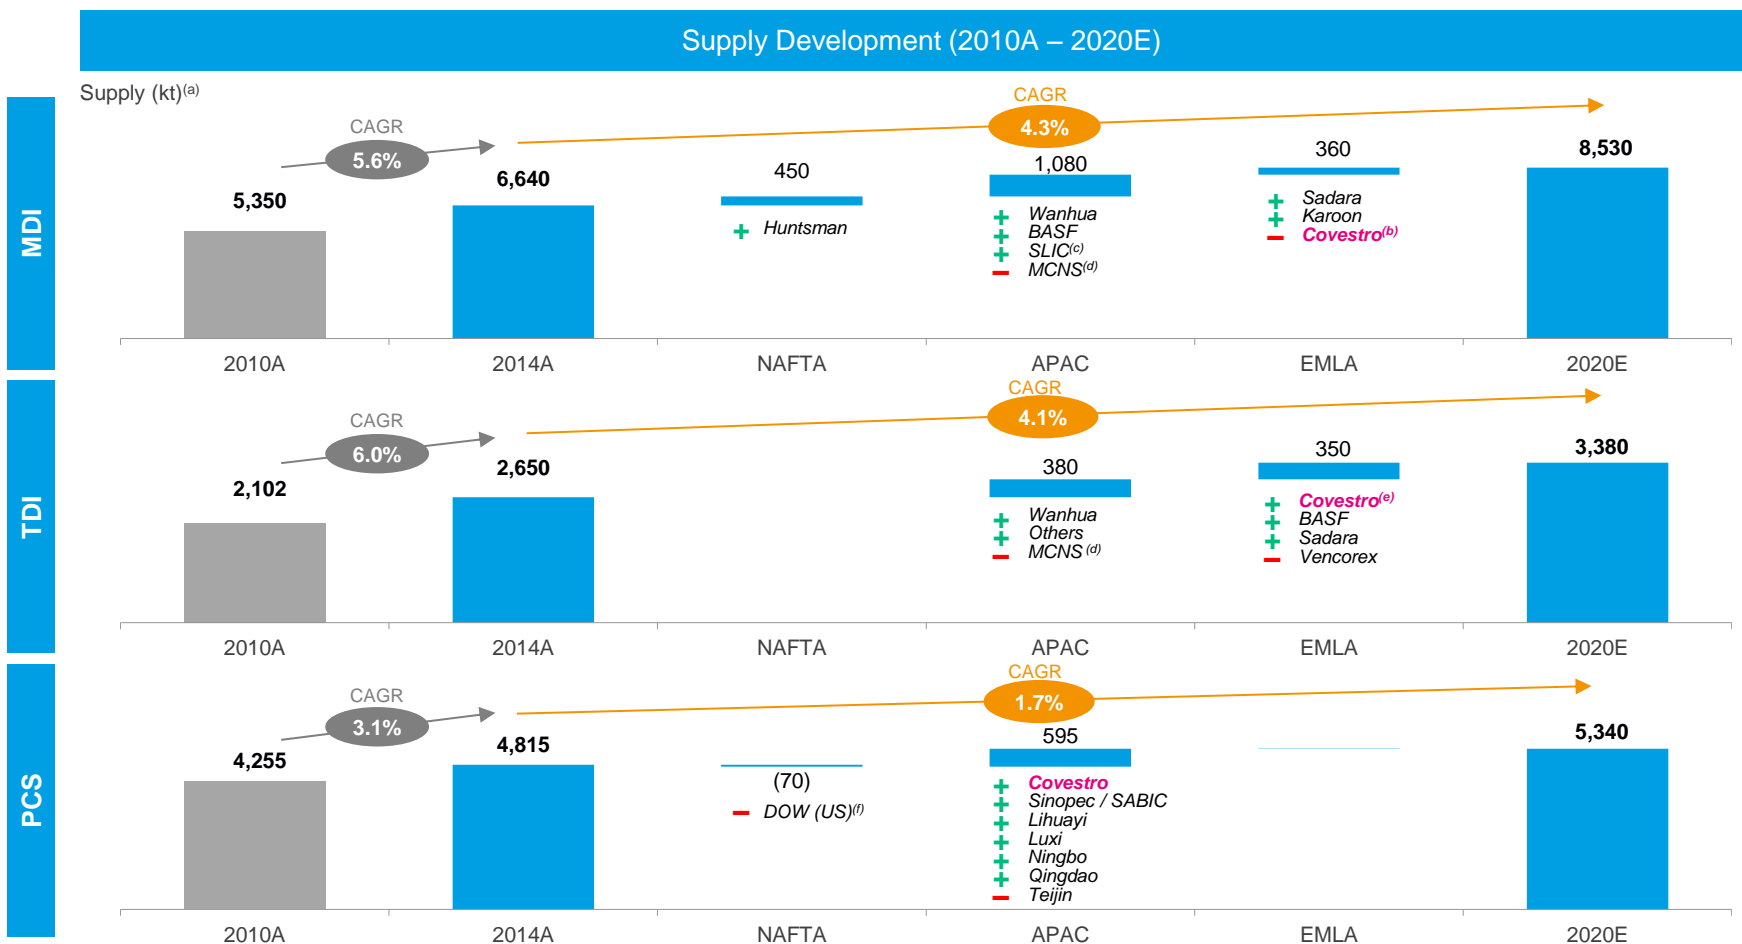 Supply Development (2010A – 2020E)
Supply (kt)(a)
MDI
CAGR
5.6%
CAGR
4.3%
5,350
6,640
450
1,080
360
8,530
+ Huntsman
+ Wanhua
+ BASF
+ SLIC(c)
– MCNS(d)
+ Sadara
+ Karoon
– Covestro(b)
2010A 2014A NAFTA APAC EMLA 2020E
TDI
CAGR
6.0%
CAGR
4.1%
2,102
2,650
380
350
3,380
+ Wanhua
+ Others
– MCNS (d)
+ Covestro(e)
+ BASF
+ Sadara
– Vencorex
2010A 2014A NAFTA APAC EMLA 2020E
PCS
CAGR
3.1%
CAGR
1.7%
4,255
4,815
(70)
595
5,340
– DOW (US)(f)
+ Covestro
+ Sinopec / SABIC
+ Lihuayi
+ Luxi
+ Ningbo
+ Qingdao
– Teijin
2010A 2014A NAFTA APAC EMLA 2020E